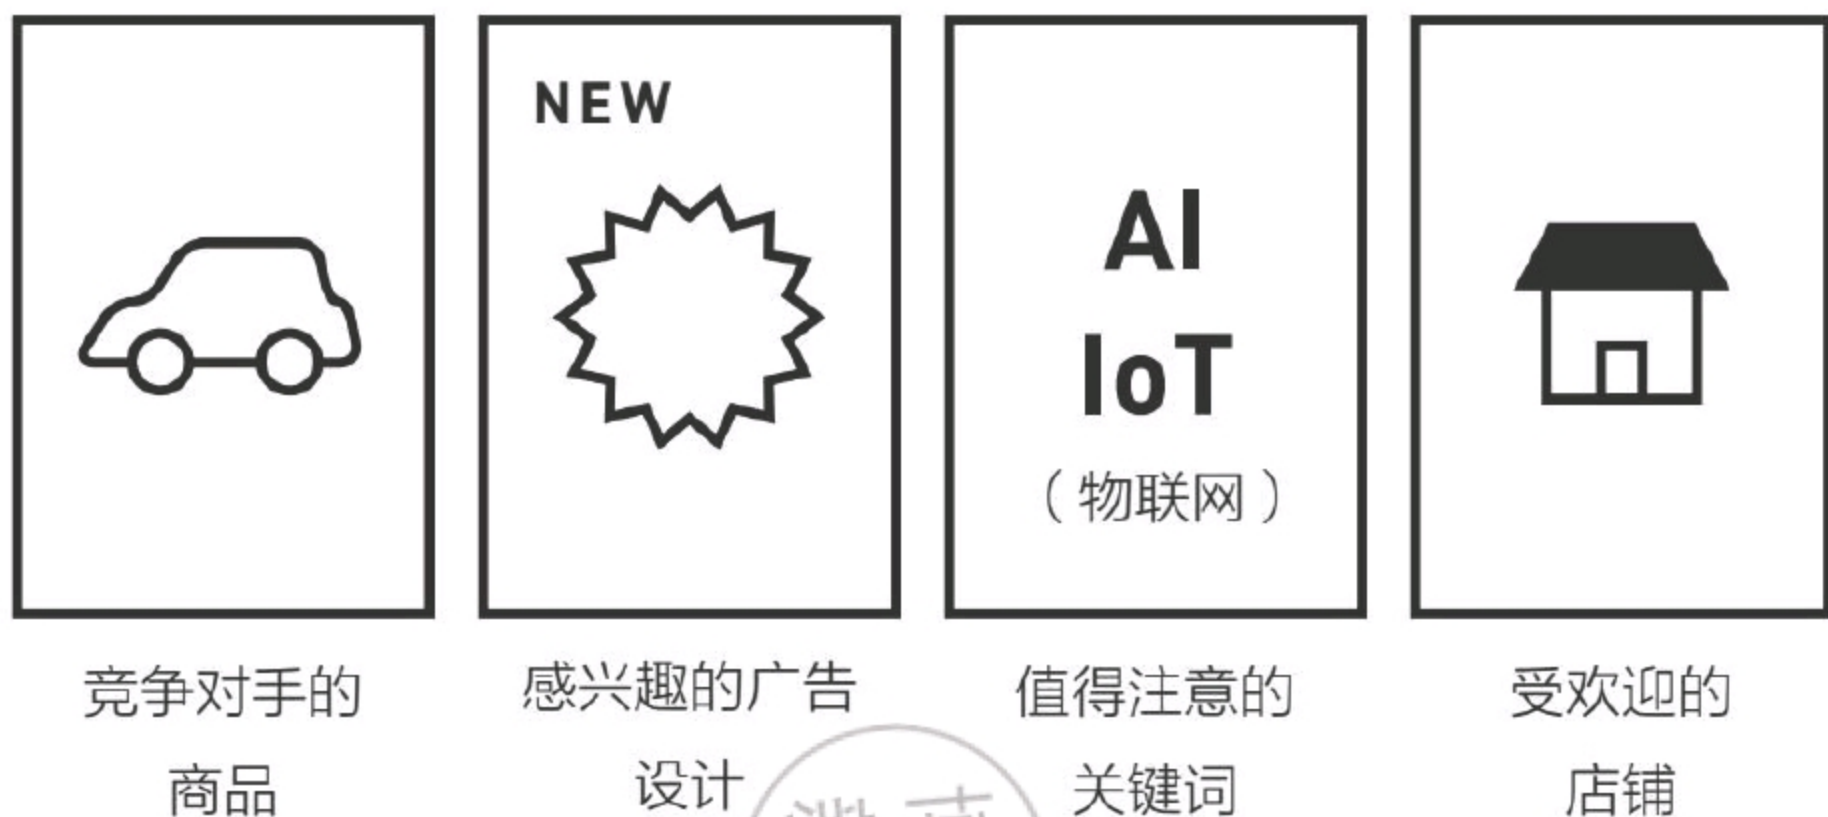 NEW
AI
IoT
（物联网）
竞争对手的
商品
感兴趣的广告
设计
值得注意的
关键词
受欢迎的
店铺